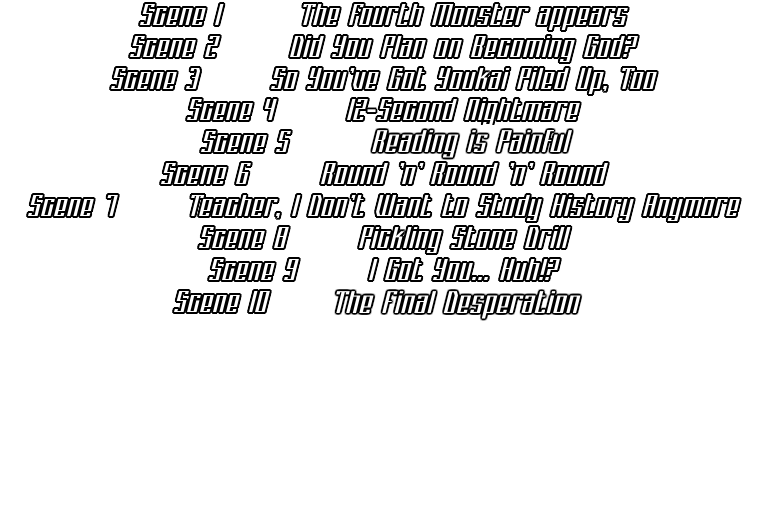 Scene 1 The Fourth Monster appears
Scene 2 Did You Plan on Becoming God?
Scene 3 So You've Got Youkai Piled Up, Too
Scene 4 12-Second Nightmare
Scene 5 Reading is Painful
Scene 6 Round 'n' Round 'n' Round
Scene 7 Teacher, I Don't Want to Study History Anymore
Scene 8 Pickling Stone Drill
Scene 9 I Got You... Huh!?
Scene 10 The Final Desperation